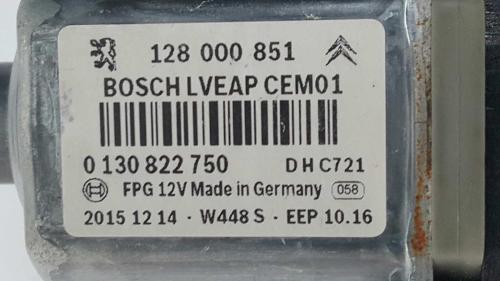 128 000 851
BOSCH LVEAP CEM01
0 130 822 750 DHC721
FPG 12V Made in Germany 058
2015 12 14 - W448 S - EEP 10.16